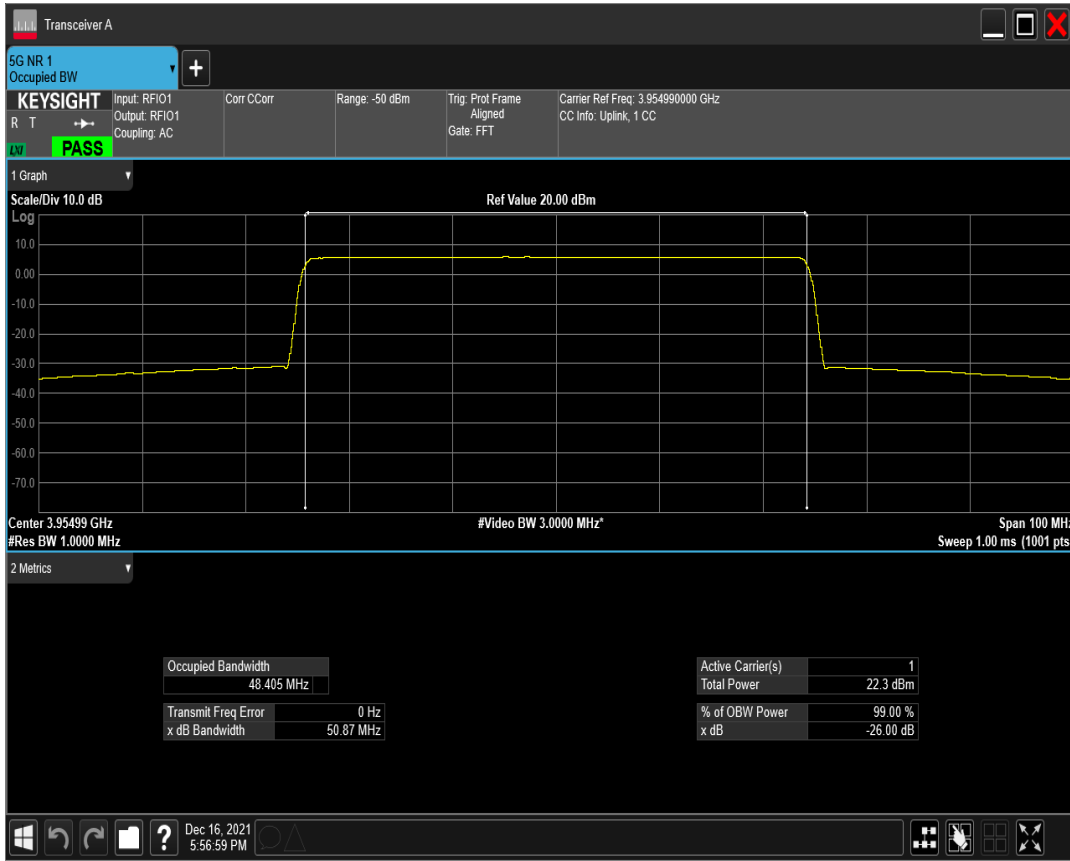 Transceiver A
5G NR 1
Occupied BW
+
KEYSIGHT
R T
LXI
PASS
Input: RFIO1
Output: RFIO1
Coupling: AC
Corr CCorr
Range: -50 dBm
Trig: Prot Frame
Aligned
Gate: FFT
Carrier Ref Freq: 3.954990000 GHz
CC Info: Uplink, 1 CC
1 Graph
Scale/Div 10.0 dB
Ref Value 20.00 dBm
Log
10.0
0.00
-10.0
-20.0
-30.0
-40.0
-50.0
-60.0
-70.0
Center 3.95499 GHz
#Video BW 3.0000 MHz*
Span 100 MHz
#Res BW 1.0000 MHz
Sweep 1.00 ms (1001 pts
2 Metrics
Occupied Bandwidth
48.405 MHz
Transmit Freq Error 0 Hz
x dB Bandwidth 50.87 MHz
Active Carrier(s) 1
Total Power 22.3 dBm
% of OBW Power 99.00 %
x dB -26.00 dB
?
Dec 16, 2021
5:56:59 PM